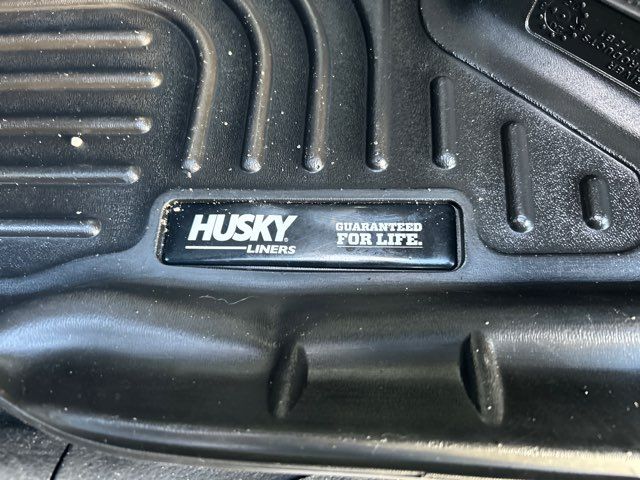 HUSKY®
LINERS
GUARANTEED
FOR LIFE.